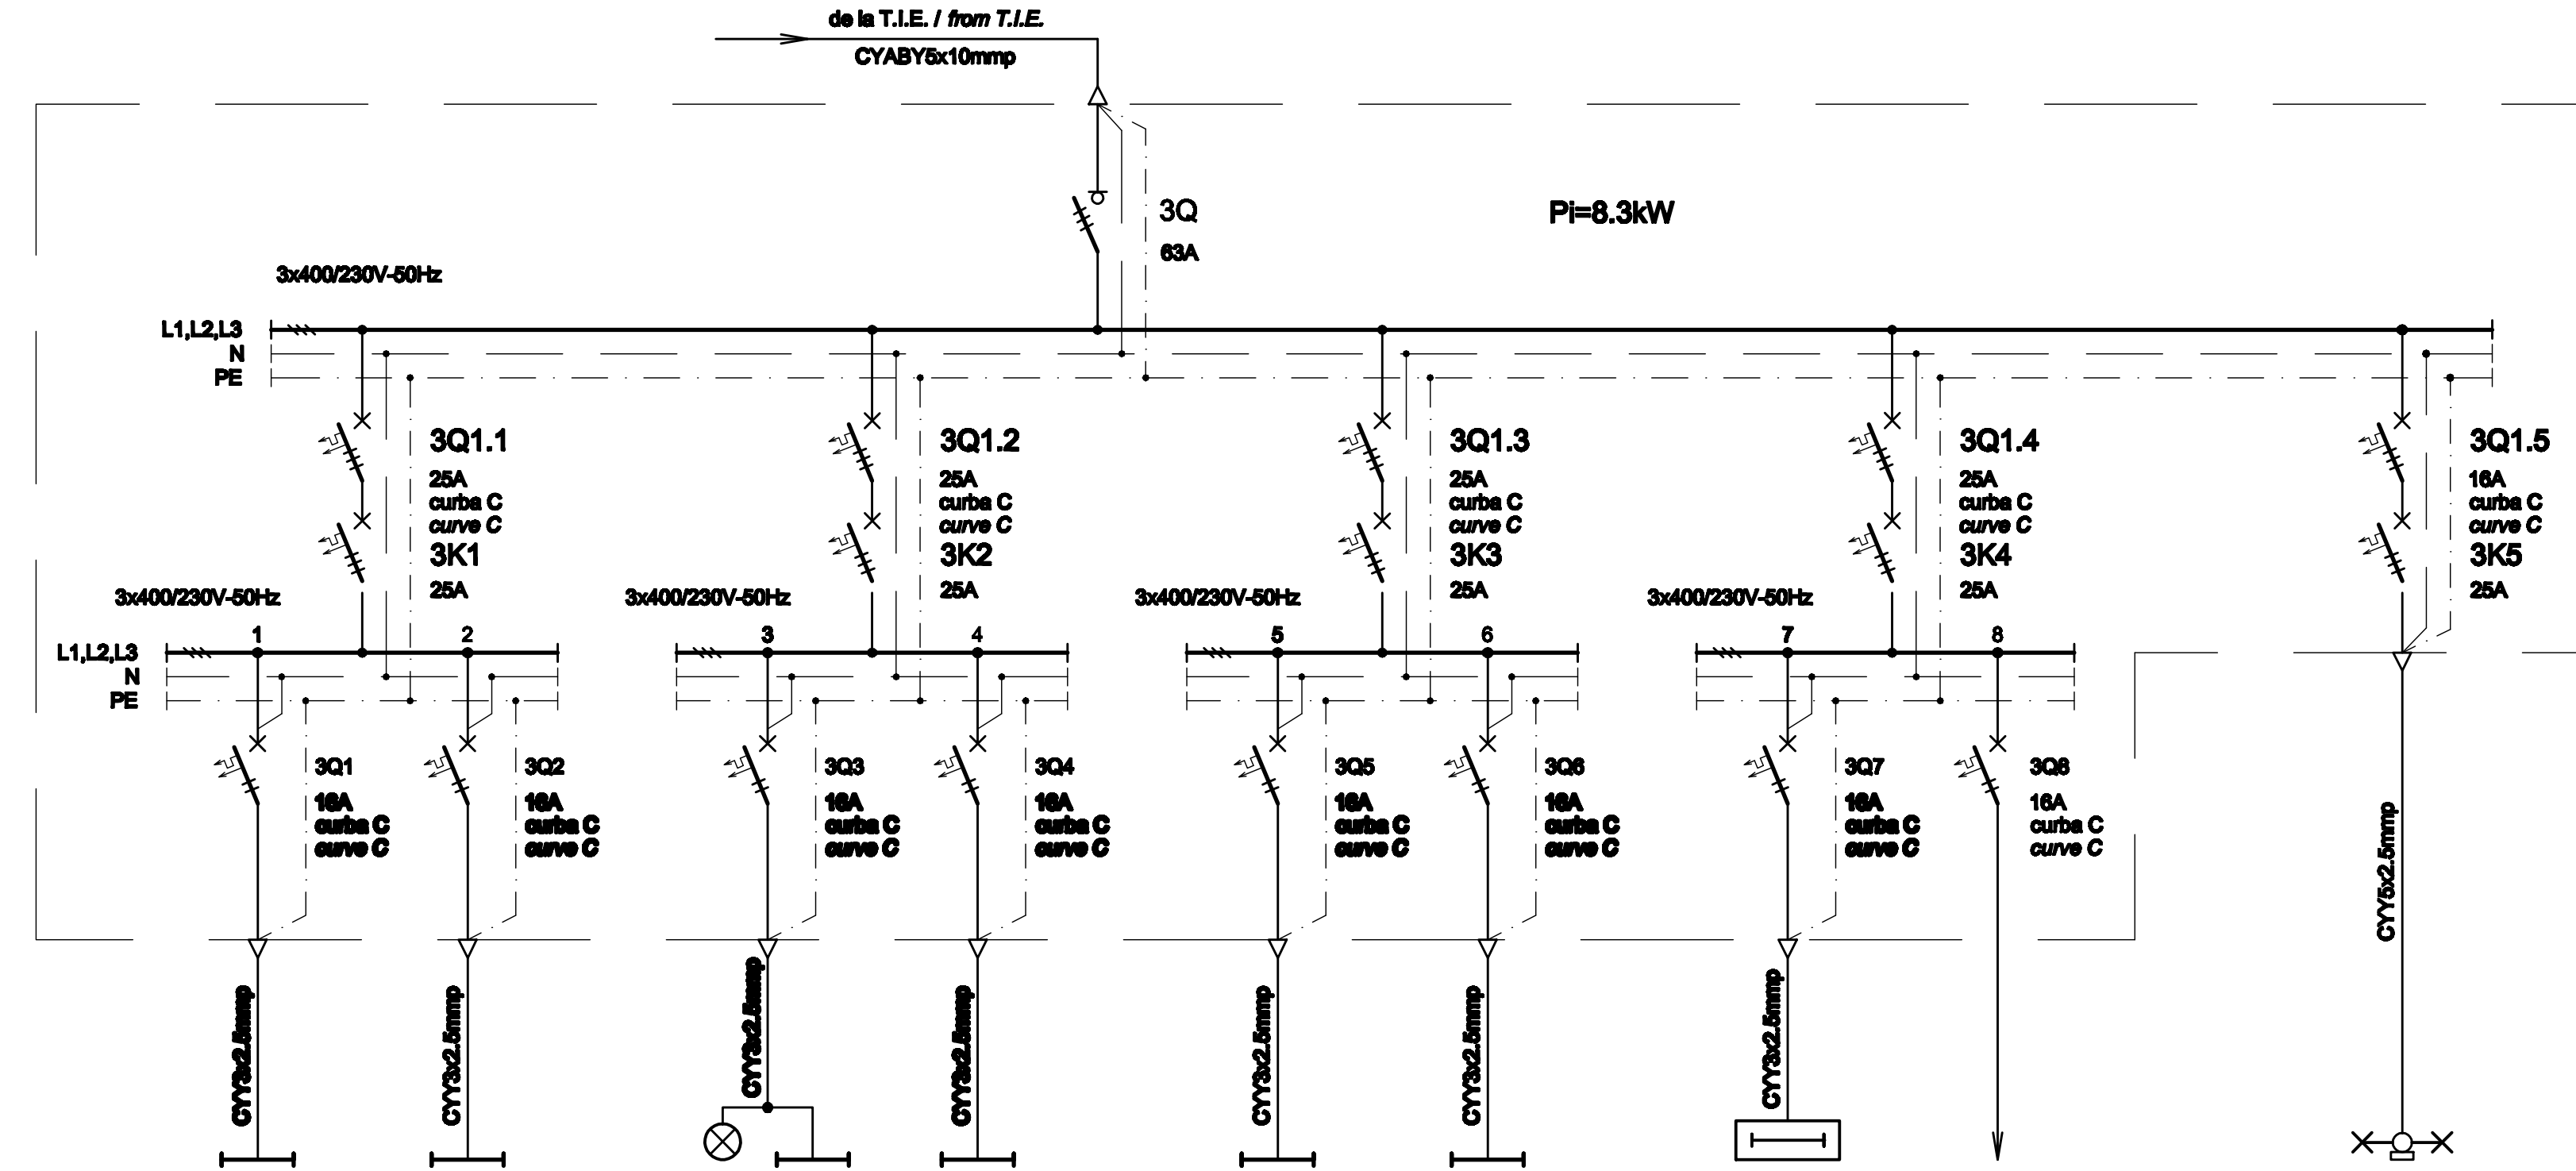 de la T.I.E. / from T.I.E.
CYABY5x10mmp
3Q
63A
Pi=8.3kW
3x400/230V-50Hz
L1,L2,L3
N
PE
3Q1.1
25A
curba C
curve C
3K1
25A
3Q1.2
25A
curba C
curve C
3K2
25A
3Q1.3
25A
curba C
curve C
3K3
25A
3Q1.4
25A
curba C
curve C
3K4
25A
3Q1.5
16A
curba C
curve C
3K5
25A
3x400/230V-50Hz
3x400/230V-50Hz
3x400/230V-50Hz
3x400/230V-50Hz
L1,L2,L3
N
PE
1
2
3
4
5
6
7
8
3Q1
16A
curba C
curve C
3Q2
16A
curba C
curve C
3Q3
16A
curba C
curve C
3Q4
16A
curba C
curve C
3Q5
16A
curba C
curve C
3Q6
16A
curba C
curve C
3Q7
16A
curba C
curve C
3Q8
16A
curba C
curve C
CYY3x2.5mmp
CYY3x2.5mmp
CYY3x2.5mmp
CYY3x2.5mmp
CYY3x2.5mmp
CYY3x2.5mmp
CYY3x2.5mmp
CYY5x2.5mmp